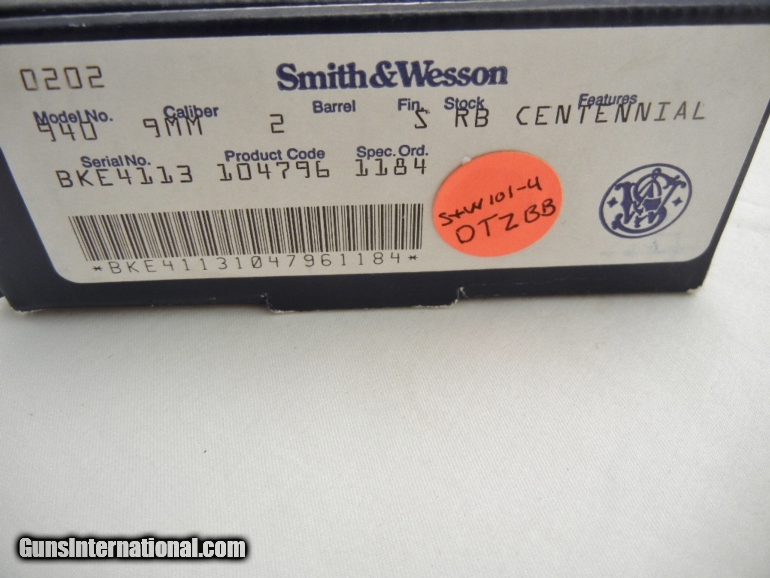 0202
Smith&Wesson
Model No. Caliber Barrel Fin. Stock Features
940 9MM 2 S RB CENTENNIAL
Serial No. Product Code Spec. Ord.
BKE4113 104796 1184
*BKE41131047961184*
S+W101-4
DTZBB
GunsInternational.com